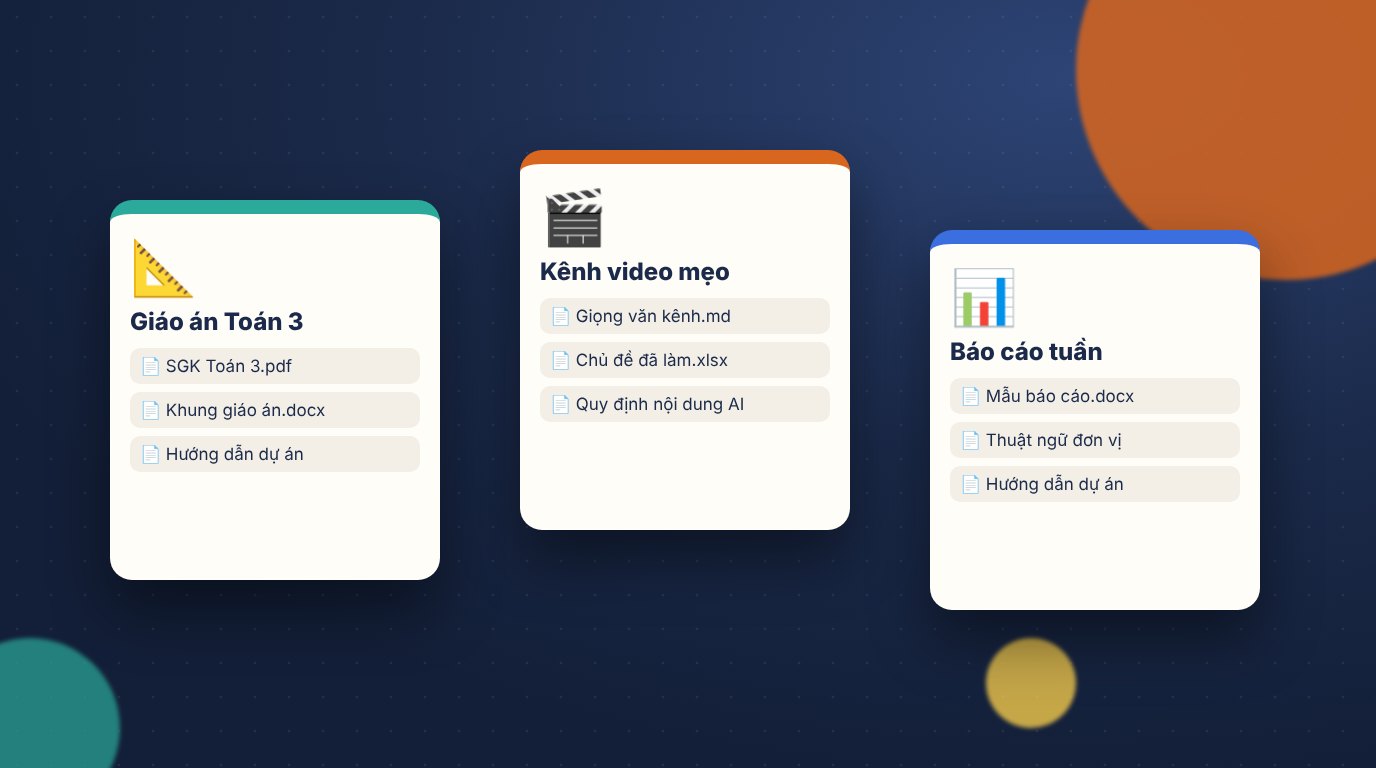 Giáo án Toán 3
SGK Toán 3.pdf
Khung giáo án.docx
Hướng dẫn dự án
Kênh video mẹo
Giọng văn kênh.md
Chủ đề đã làm.xlsx
Quy định nội dung AI
Báo cáo tuần
Mẫu báo cáo.docx
Thuật ngữ đơn vị
Hướng dẫn dự án